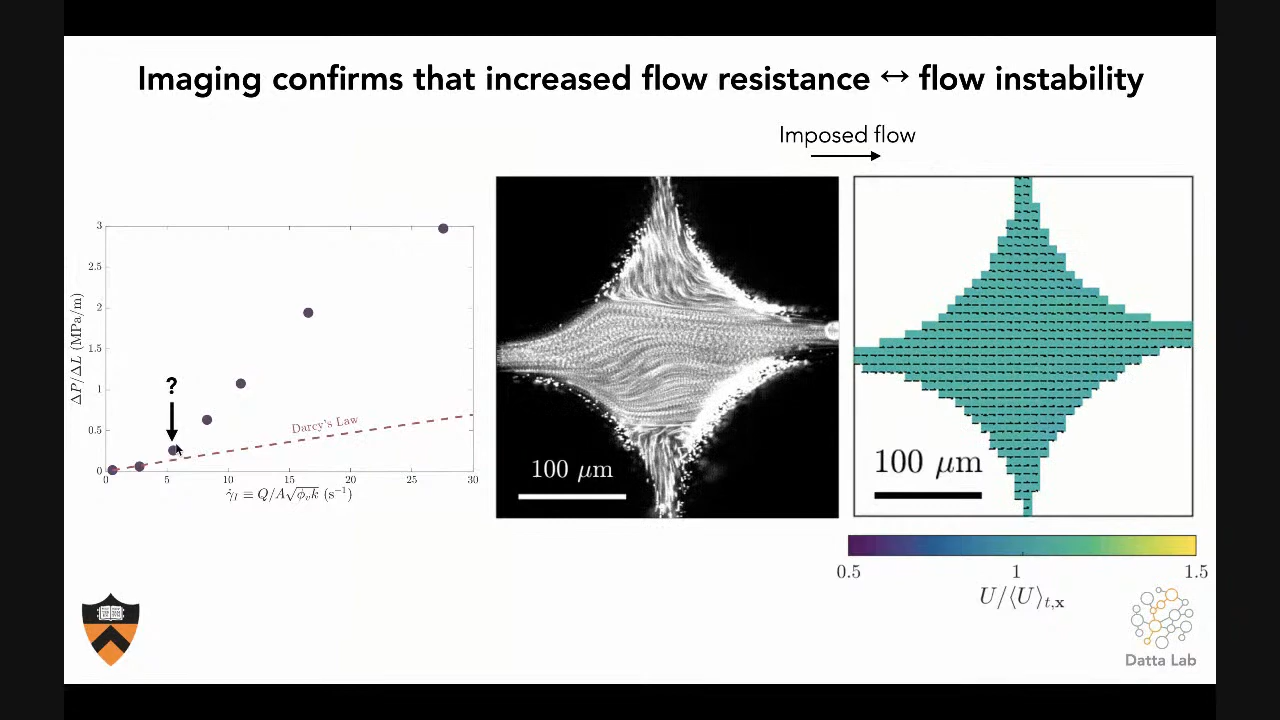 Imaging confirms that increased flow resistance ↔ flow instability
Imposed flow
ΔP/ΔL (MPa/m)
3
2.5
2
1.5
1
0.5
0
?
Darcy's Law
0 5 10 15 20 25 30
γ̇_I ≡ Q/A√ϕ_v k (s⁻¹)
100 μm
100 μm
0.5 1 1.5
U/⟨U⟩_{t,x}
Datta Lab